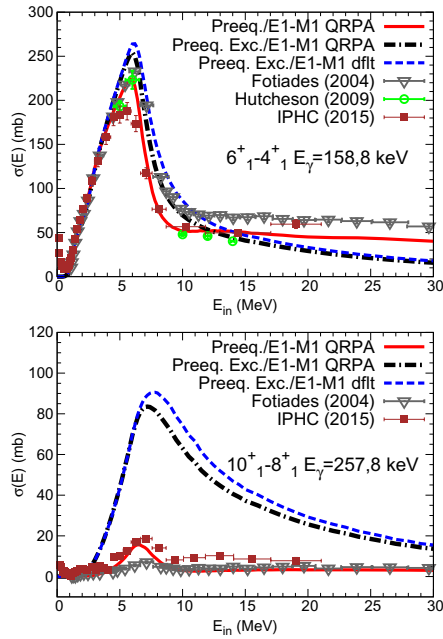 300
250
200
150
100
50
0
σ(E) (mb)
Preeq./E1-M1 QRPA
Preeq. Exc./E1-M1 QRPA
Preeq. Exc./E1-M1 dflt
Fotiades (2004)
Hutcheson (2009)
IPHC (2015)
6⁺₁-4⁺₁ Eγ=158,8 keV
0 5 10 15 20 25 30
E_in (MeV)
120
100
80
60
40
20
0
σ(E) (mb)
Preeq./E1-M1 QRPA
Preeq. Exc./E1-M1 QRPA
Preeq. Exc./E1-M1 dflt
Fotiades (2004)
IPHC (2015)
10⁺₁-8⁺₁ Eγ=257,8 keV
0 5 10 15 20 25 30
E_in (MeV)